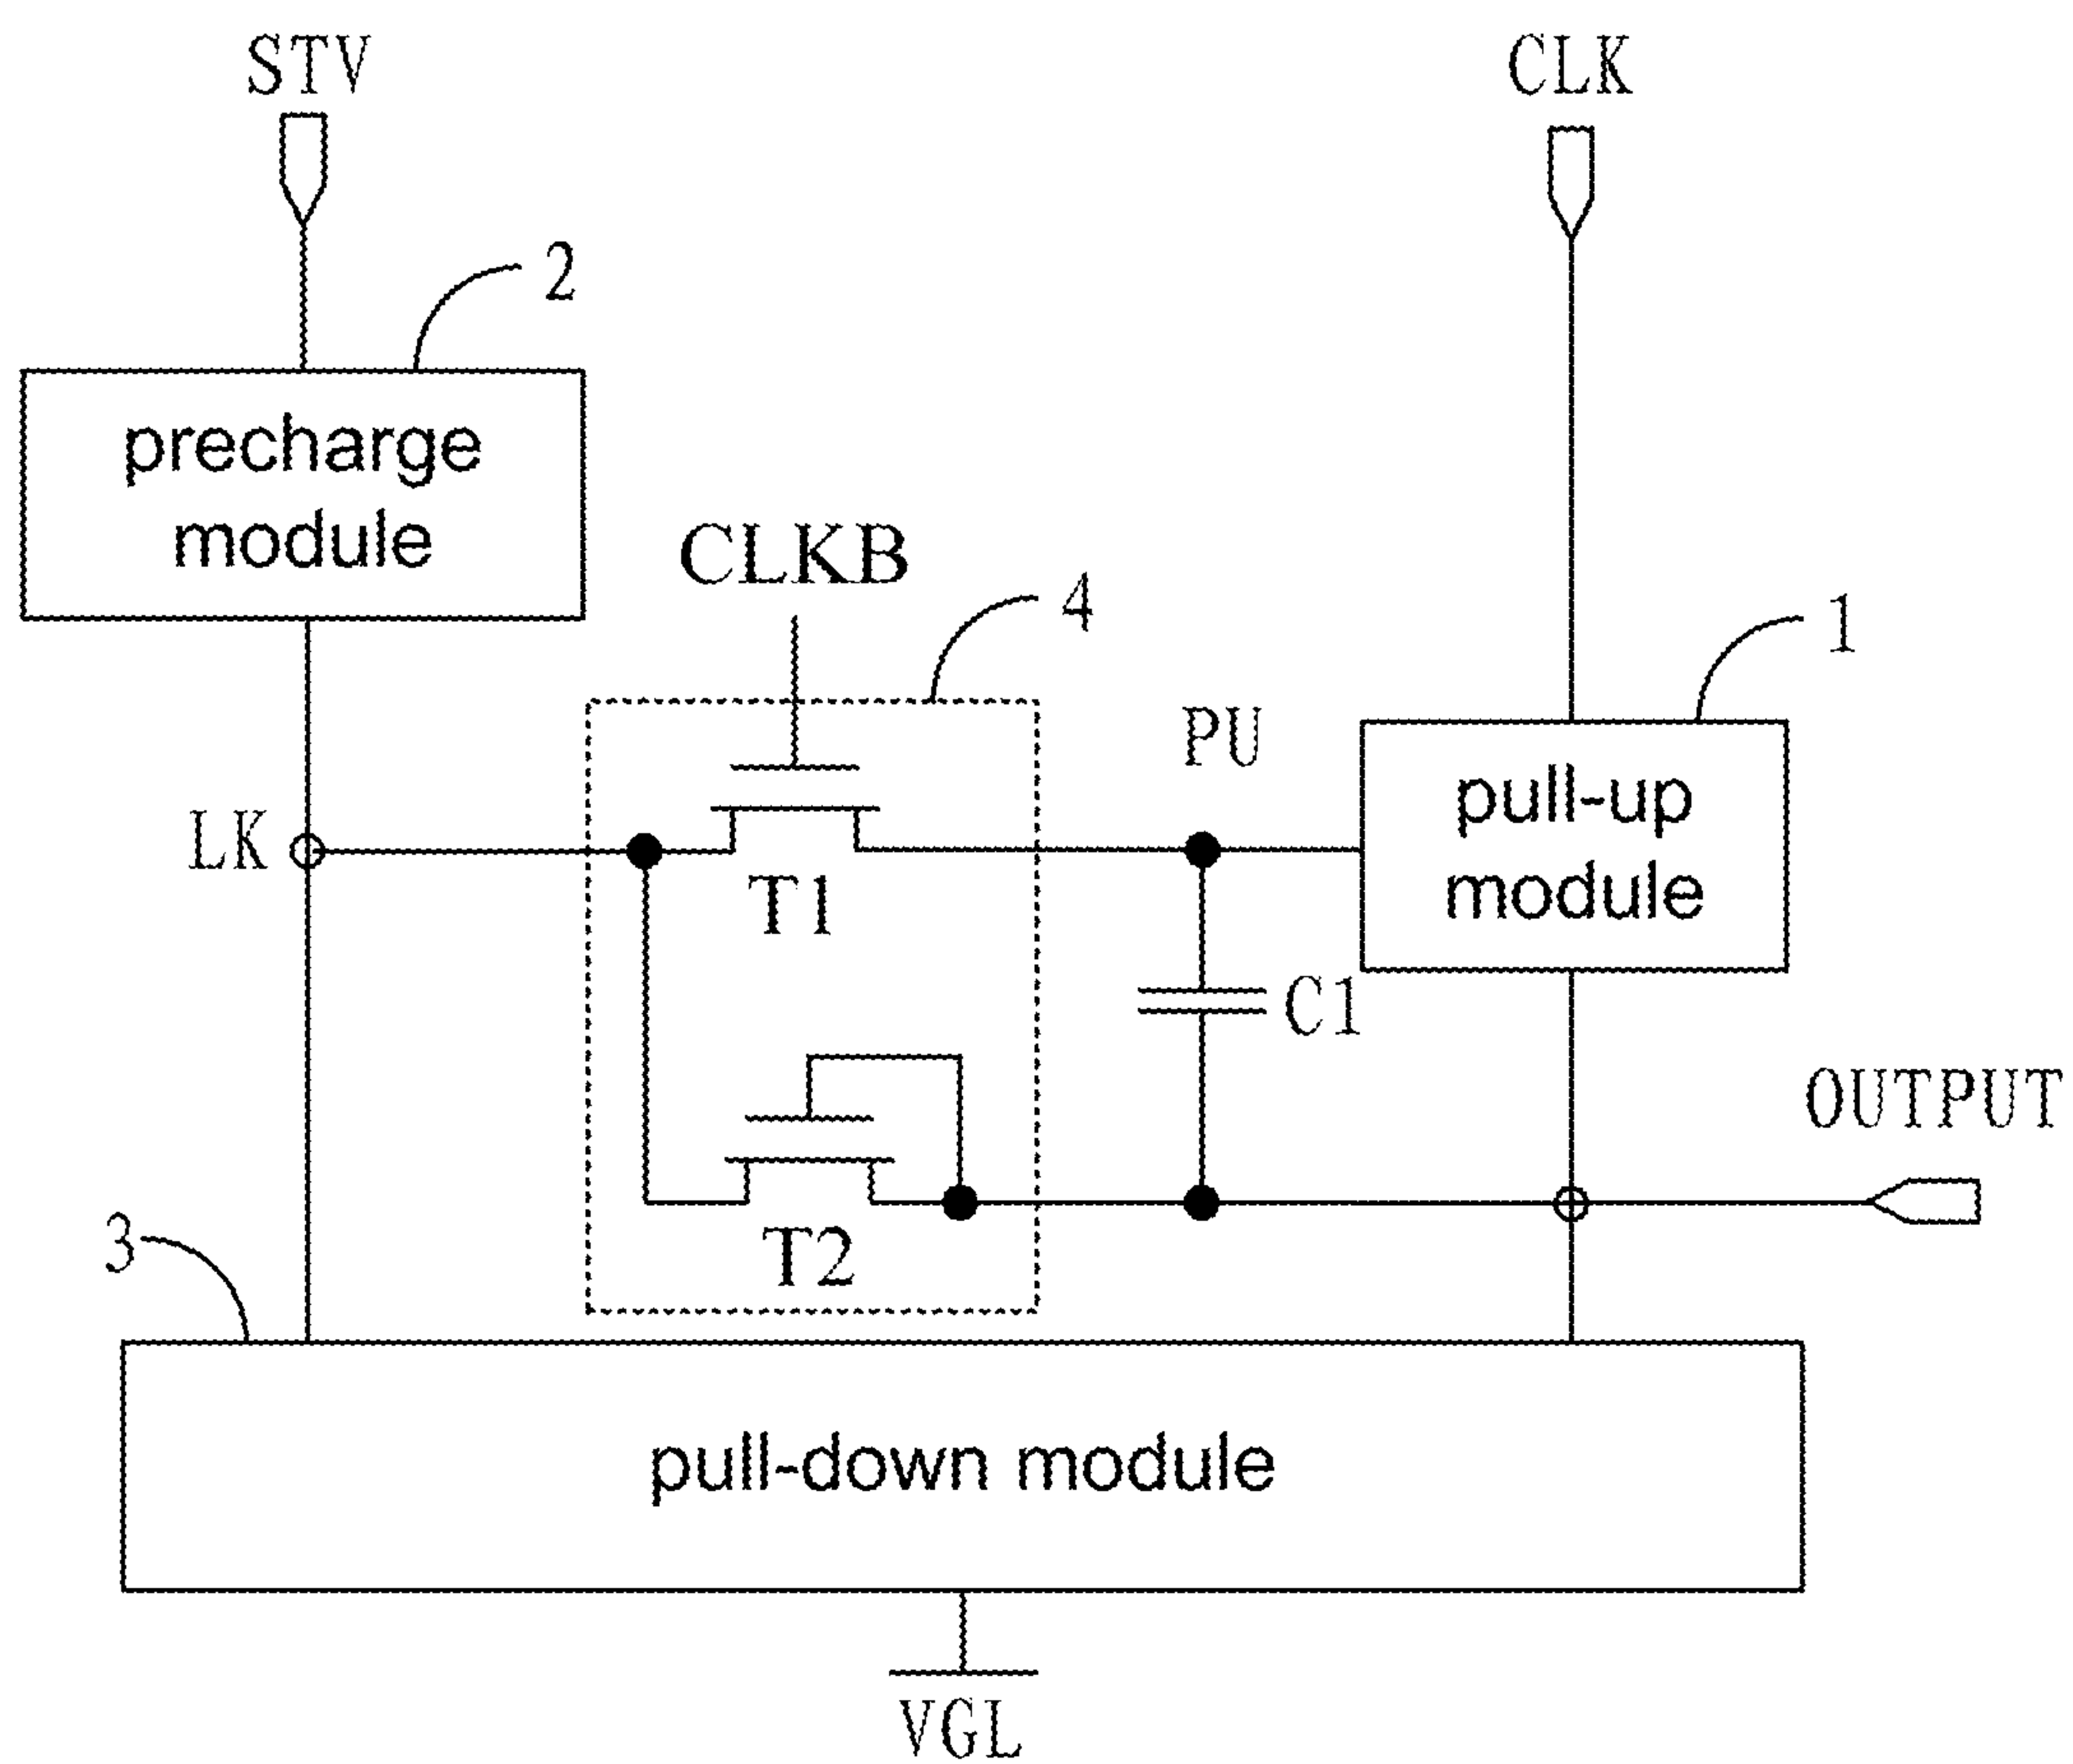 STV
CLK
2
precharge
module
CLKB
4
1
PU
pull-up
module
LK
T1
C1
OUTPUT
3
T2
pull-down module
VGL